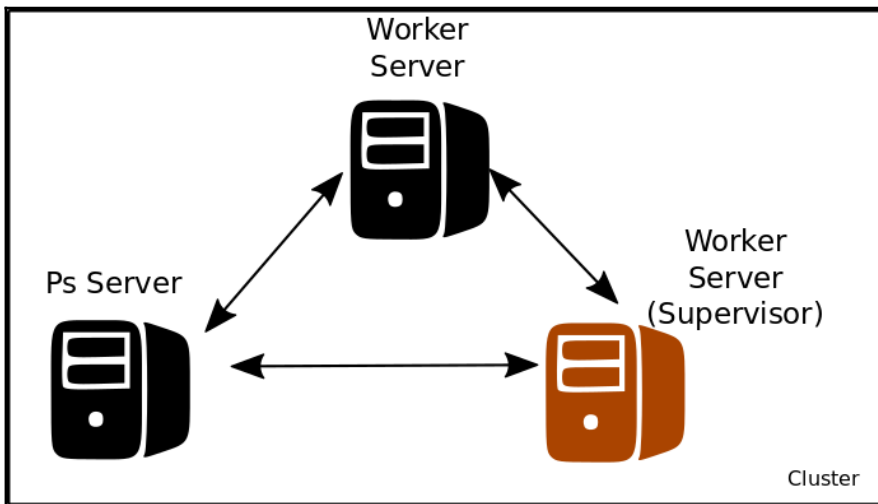 Worker
Server
Ps Server
Worker
Server
(Supervisor)
Cluster